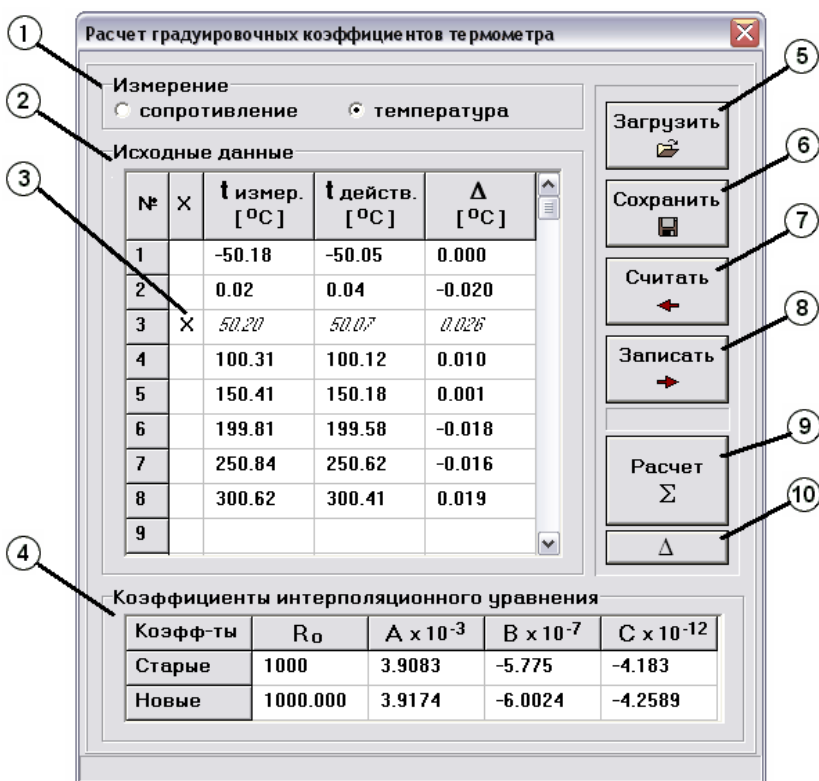 Расчет градуировочных коэффициентов термометра
1
2
3
4
5
6
7
8
9
10
Измерение
сопротивление температура
Исходные данные
№ X t измер. [ ºC ] t действ. [ ºC ] Δ [ ºC ]
1 -50.18 -50.05 0.000
2 0.02 0.04 -0.020
3 X 50.20 50.07 0.026
4 100.31 100.12 0.010
5 150.41 150.18 0.001
6 199.81 199.58 -0.018
7 250.84 250.62 -0.016
8 300.62 300.41 0.019
9
Загрузить
Сохранить
Считать
Записать
Расчет
Σ
Δ
Коэффициенты интерполяционного уравнения
Коэфф-ты Ro A x 10-3 B x 10-7 C x 10-12
Старые 1000 3.9083 -5.775 -4.183
Новые 1000.000 3.9174 -6.0024 -4.2589